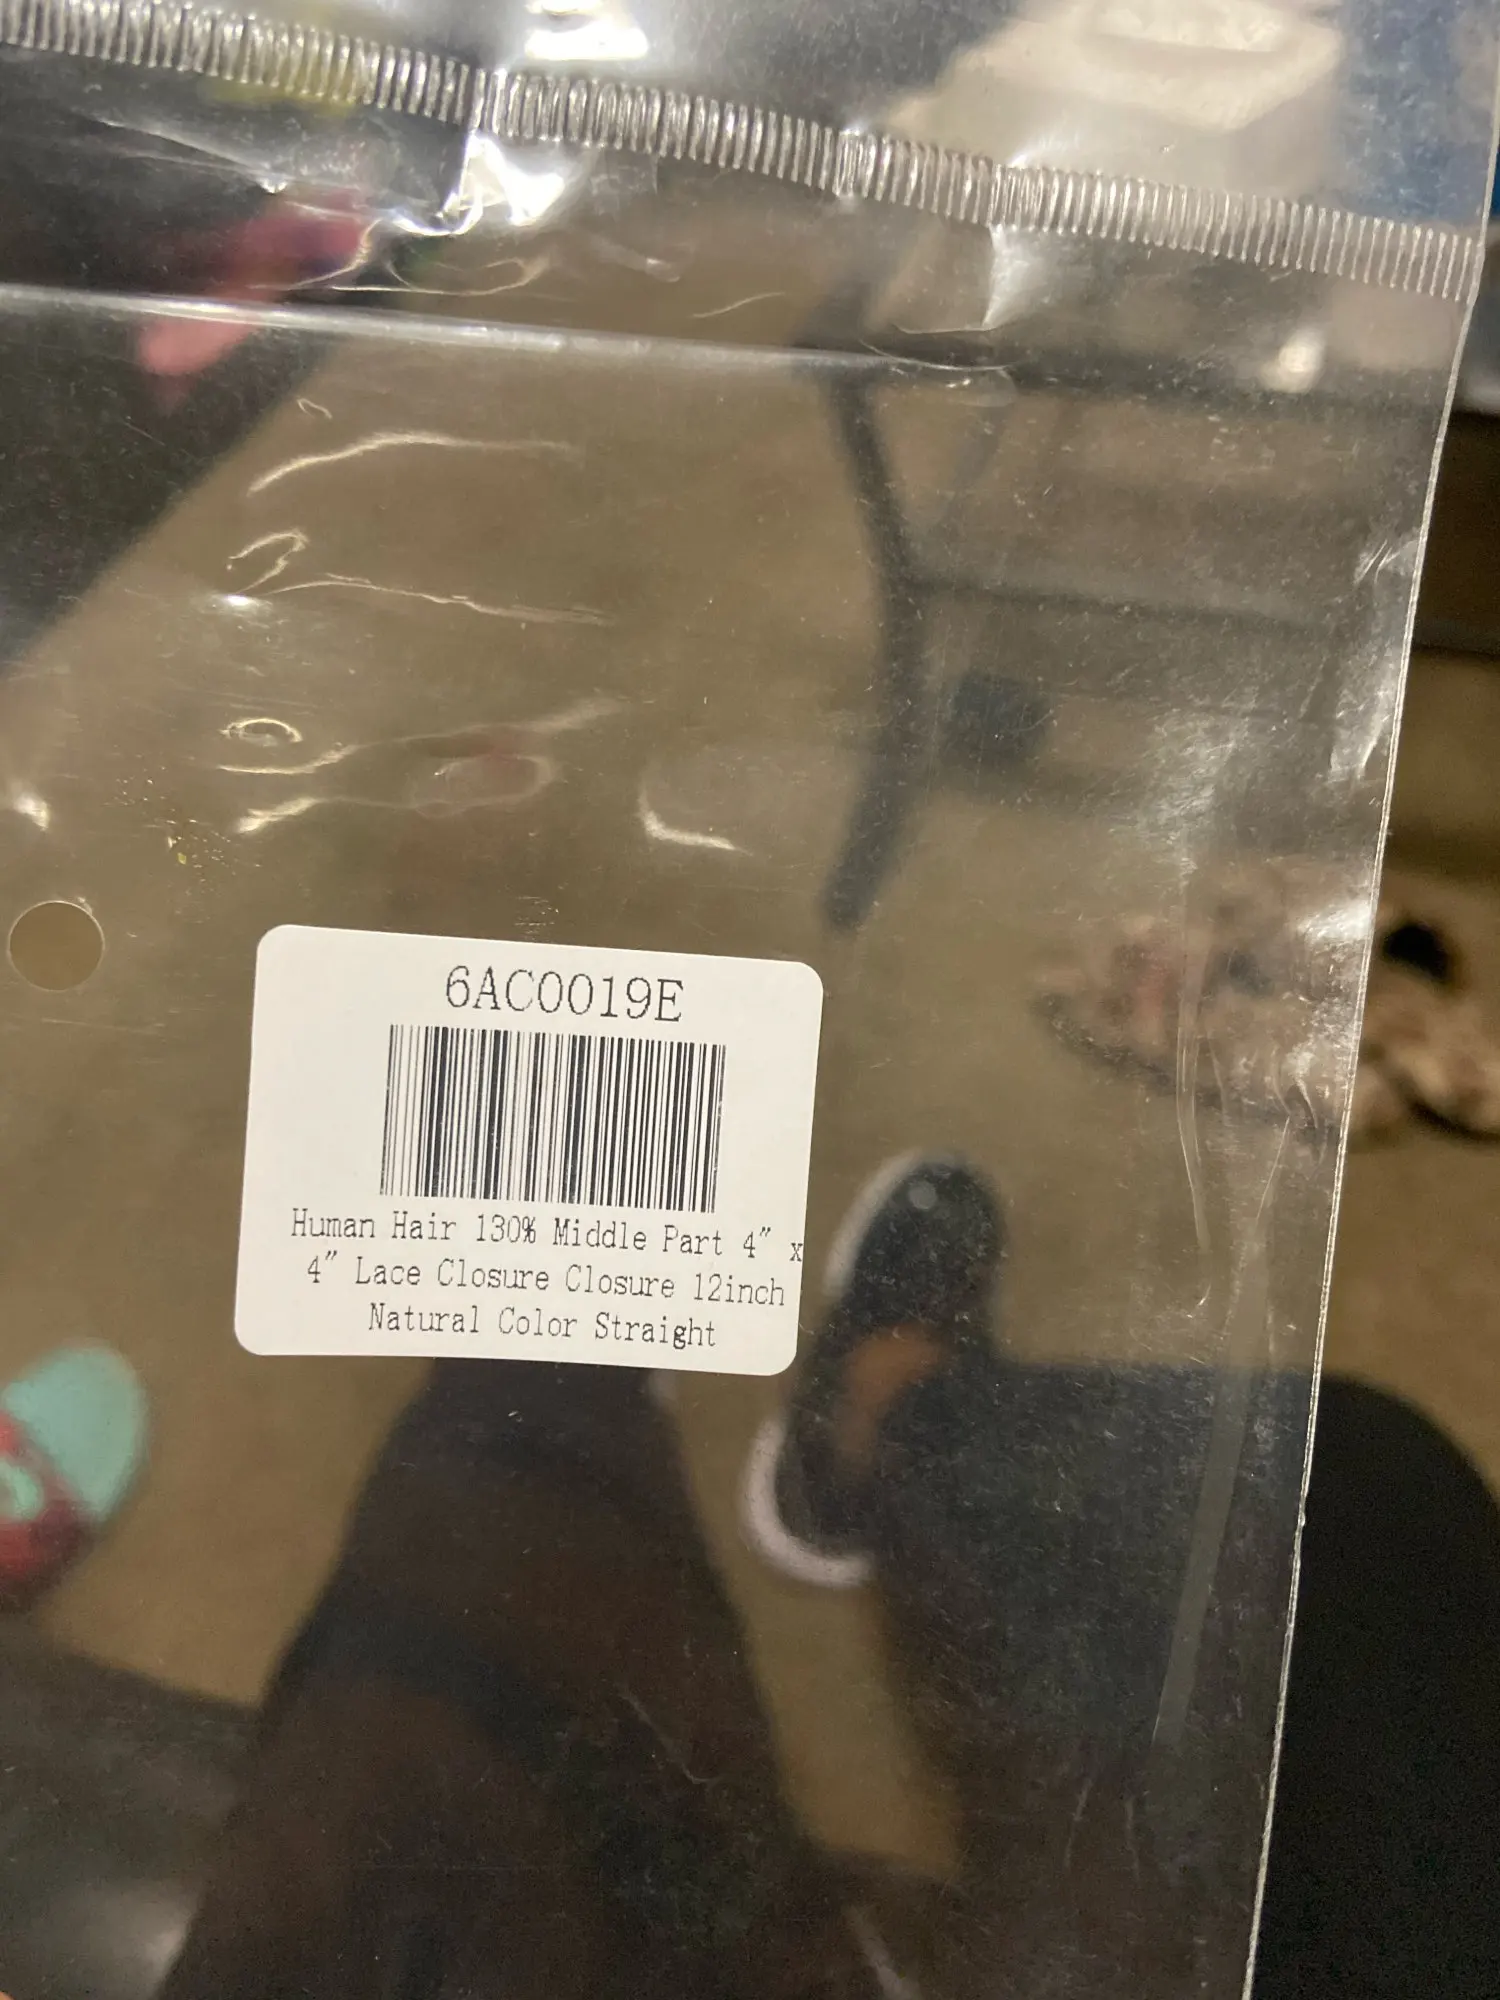 6AC0019E
Human Hair 130% Middle Part 4" x
4" Lace Closure Closure 12inch
Natural Color Straight